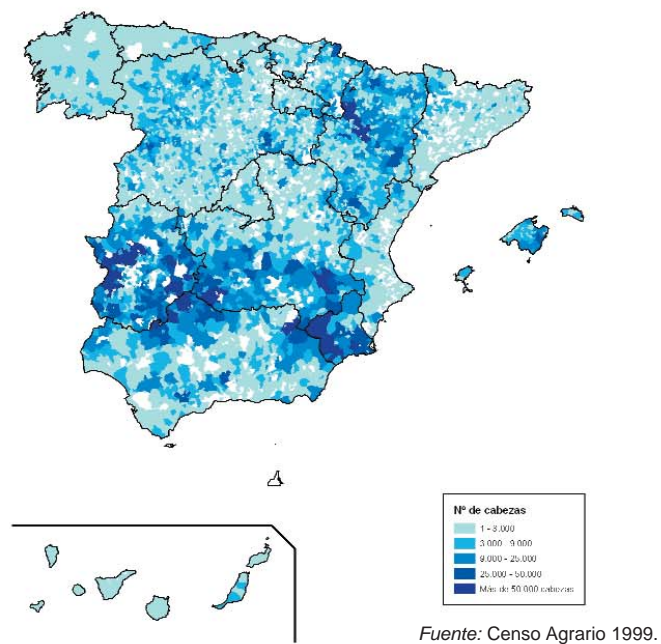 Nº de cabezas
1 - 3.000
3.000 - 9.000
9.000 - 25.000
25.000 - 50.000
Más de 50.000 cabezas
Fuente: Censo Agrario 1999.